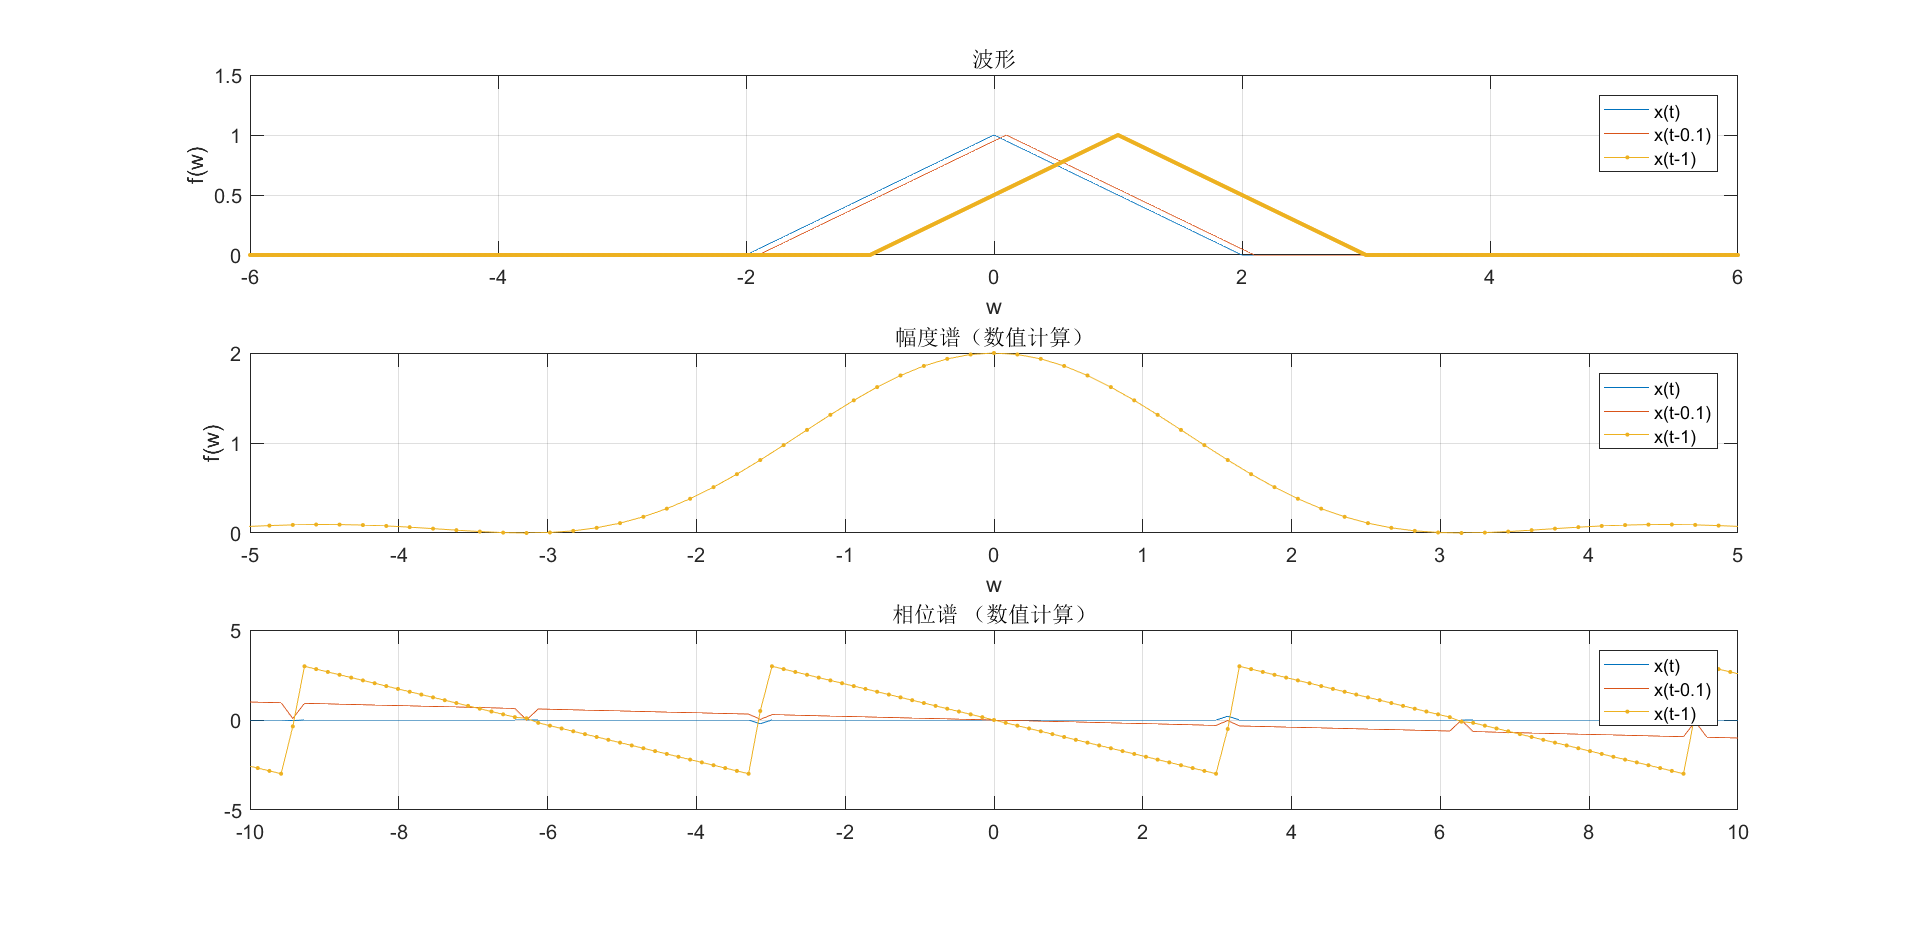 波形
1.5
1
0.5
0
f(w)
-6 -4 -2 0 2 4 6
w
x(t)
x(t-0.1)
x(t-1)
幅度谱（数值计算）
2
1
0
f(w)
-5 -4 -3 -2 -1 0 1 2 3 4 5
w
x(t)
x(t-0.1)
x(t-1)
相位谱 （数值计算）
5
0
-5
-10 -8 -6 -4 -2 0 2 4 6 8 10
x(t)
x(t-0.1)
x(t-1)